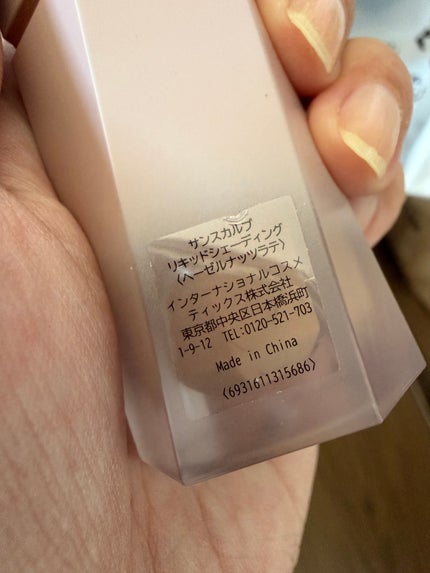 サンスカルプ
リキッドシェーディング
〈ヘーゼルナッツラテ〉
インターナショナルコスメ
ティックス株式会社
東京都中央区日本橋浜町
1-9-12 TEL:0120-521-703
Made in China
〈6931611315686〉